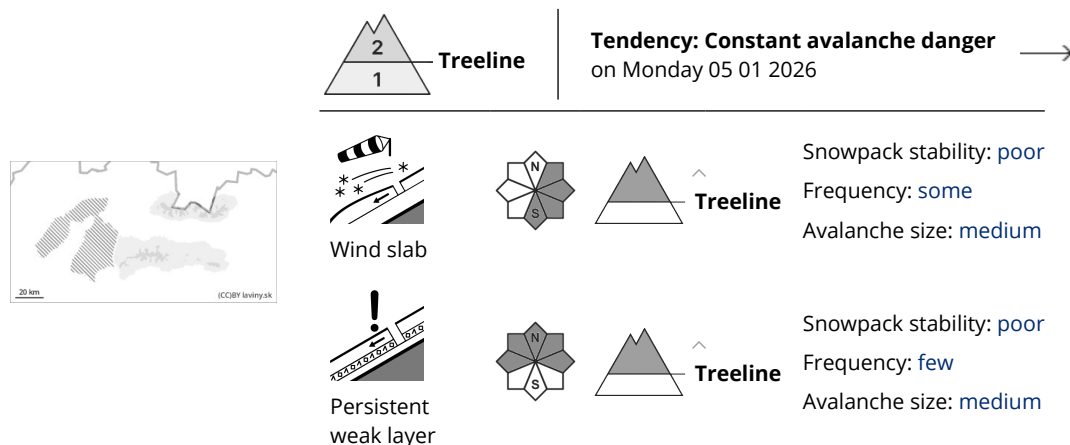 2
1
Treeline
Tendency: Constant avalanche danger
on Monday 05 01 2026
20 km
(CC)BY laviny.sk
Wind slab
N
S
Treeline
Snowpack stability: poor
Frequency: some
Avalanche size: medium
Persistent
weak layer
N
S
Treeline
Snowpack stability: poor
Frequency: few
Avalanche size: medium